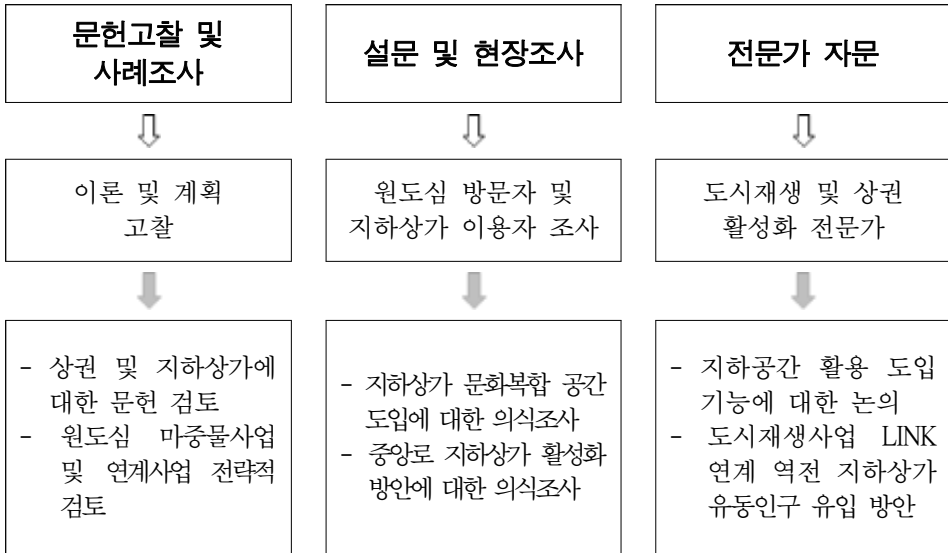 문헌고찰 및
사례조사
이론 및 계획
고찰
- 상권 및 지하상가에
대한 문헌 검토
- 원도심 마중물사업
및 연계사업 전략적
검토
설문 및 현장조사
원도심 방문자 및
지하상가 이용자 조사
- 지하상가 문화복합 공간
도입에 대한 의식조사
- 중앙로 지하상가 활성화
방안에 대한 의식조사
전문가 자문
도시재생 및 상권
활성화 전문가
- 지하공간 활용 도입
기능에 대한 논의
- 도시재생사업 LINK
연계 역전 지하상가
유동인구 유입 방안